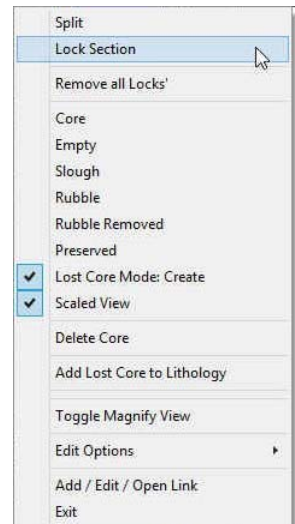 Split
Lock Section
Remove all Locks'
Core
Empty
Slough
Rubble
Rubble Removed
Preserved
Lost Core Mode: Create
Scaled View
Delete Core
Add Lost Core to Lithology
Toggle Magnify View
Edit Options
Add / Edit / Open Link
Exit